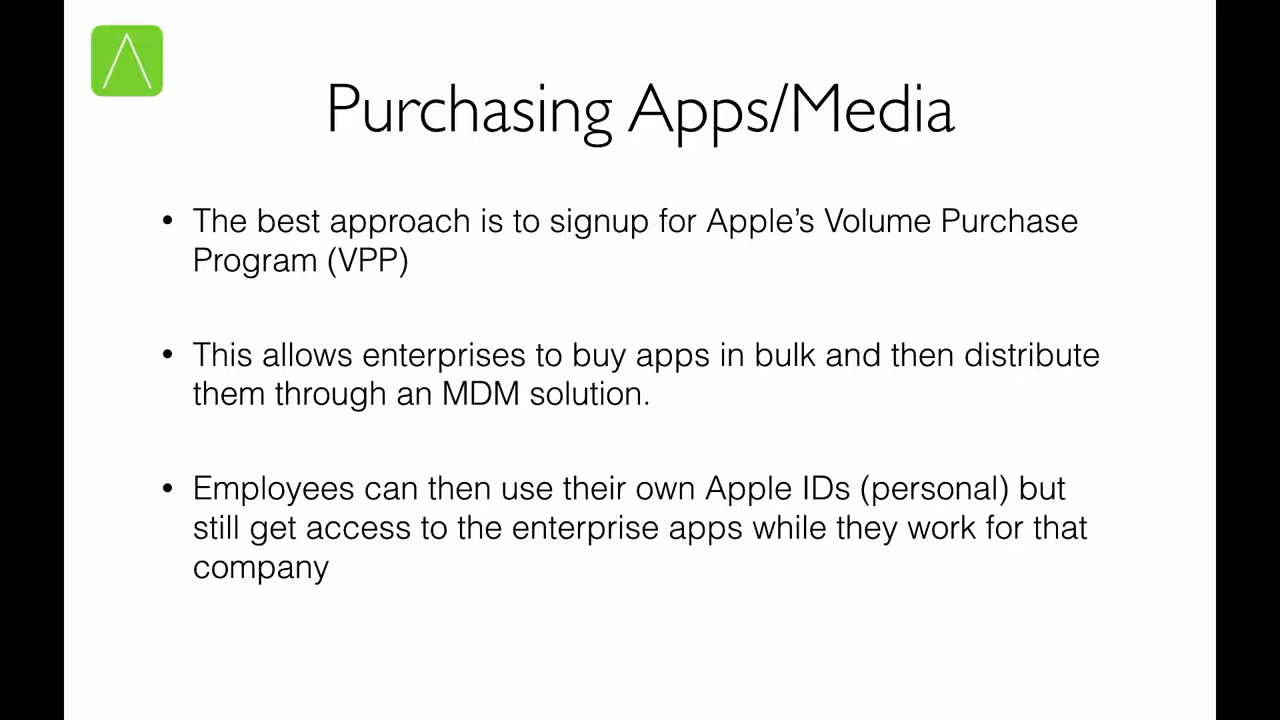 Purchasing Apps/Media
• The best approach is to signup for Apple’s Volume Purchase
Program (VPP)
• This allows enterprises to buy apps in bulk and then distribute
them through an MDM solution.
• Employees can then use their own Apple IDs (personal) but
still get access to the enterprise apps while they work for that
company